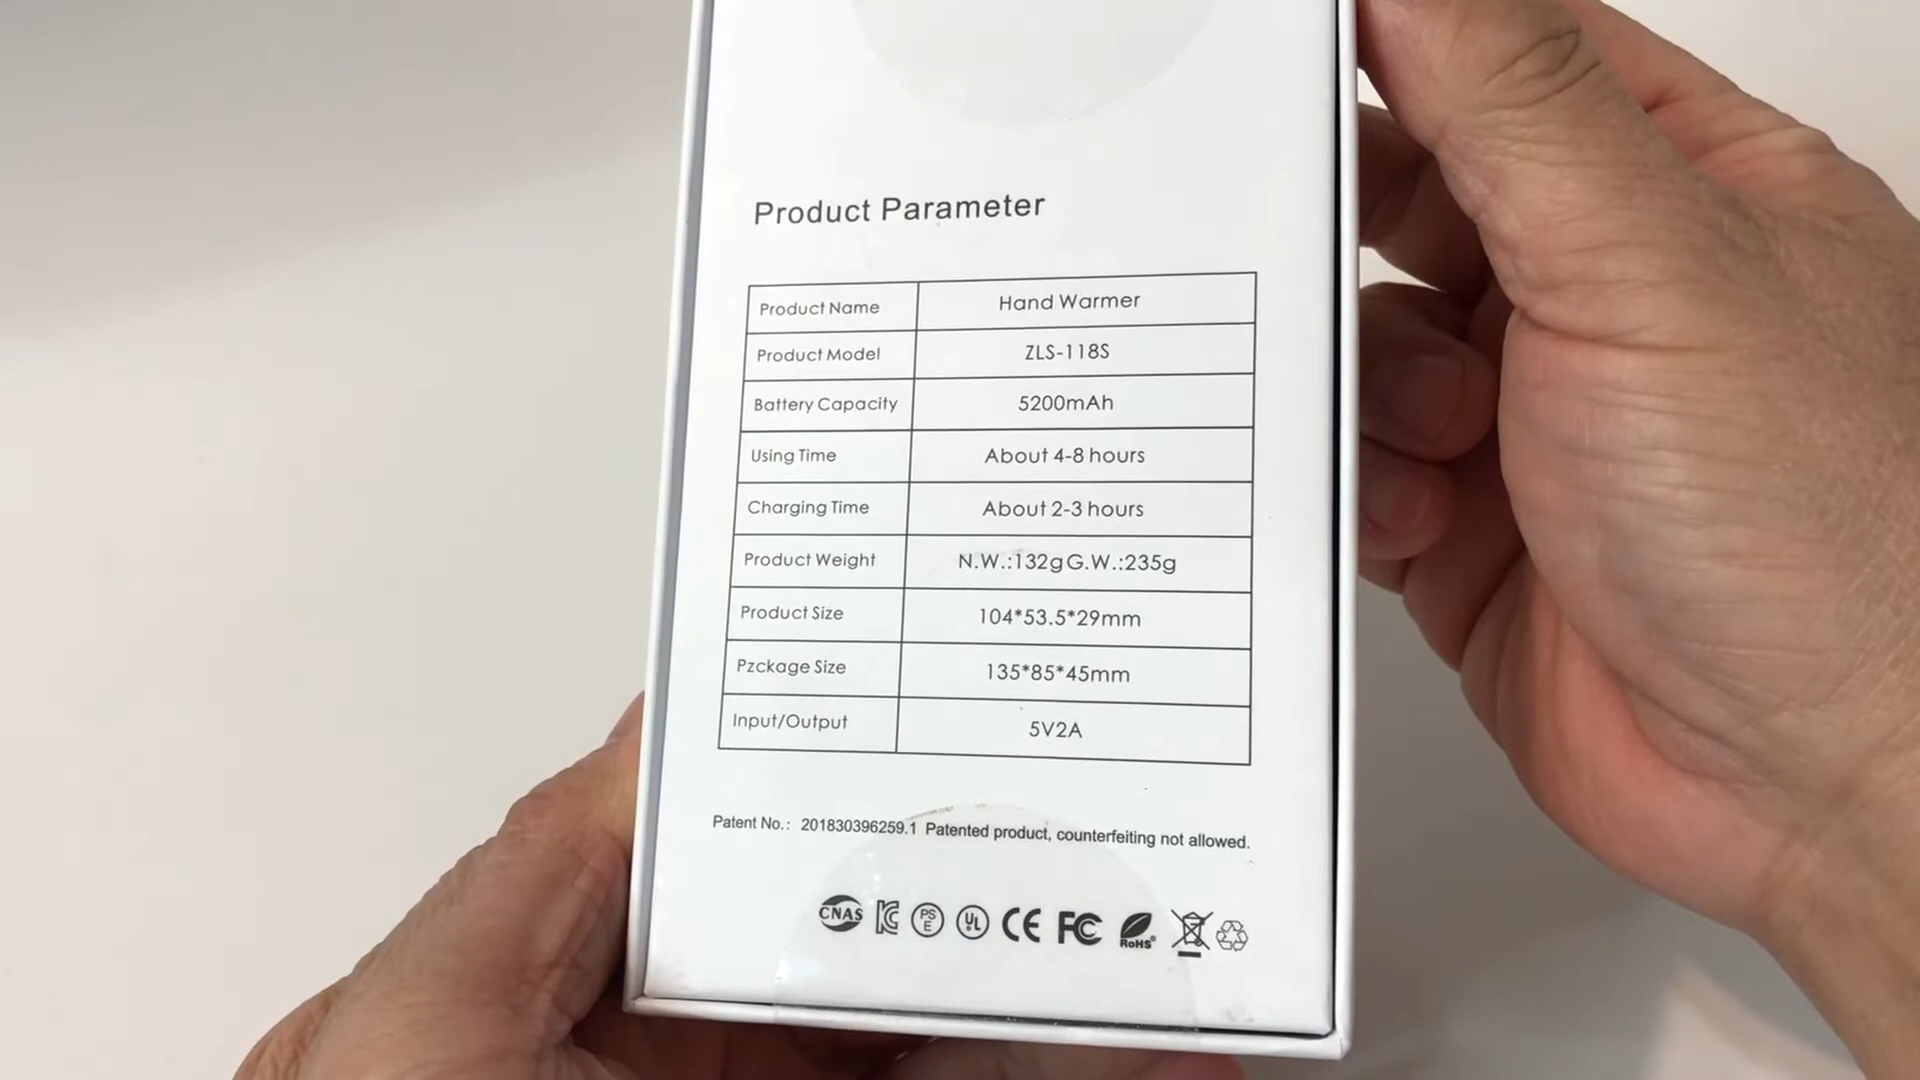 Product Parameter
Product Name Hand Warmer
Product Model ZLS-118S
Battery Capacity 5200mAh
Using Time About 4-8 hours
Charging Time About 2-3 hours
Product Weight N.W.:132g G.W.:235g
Product Size 104*53.5*29mm
Pzckage Size 135*85*45mm
Input/Output 5V2A
Patent No.: 201830396259.1 Patented product, counterfeiting not allowed.
CNAS KC PS E UL CE FC RoHS